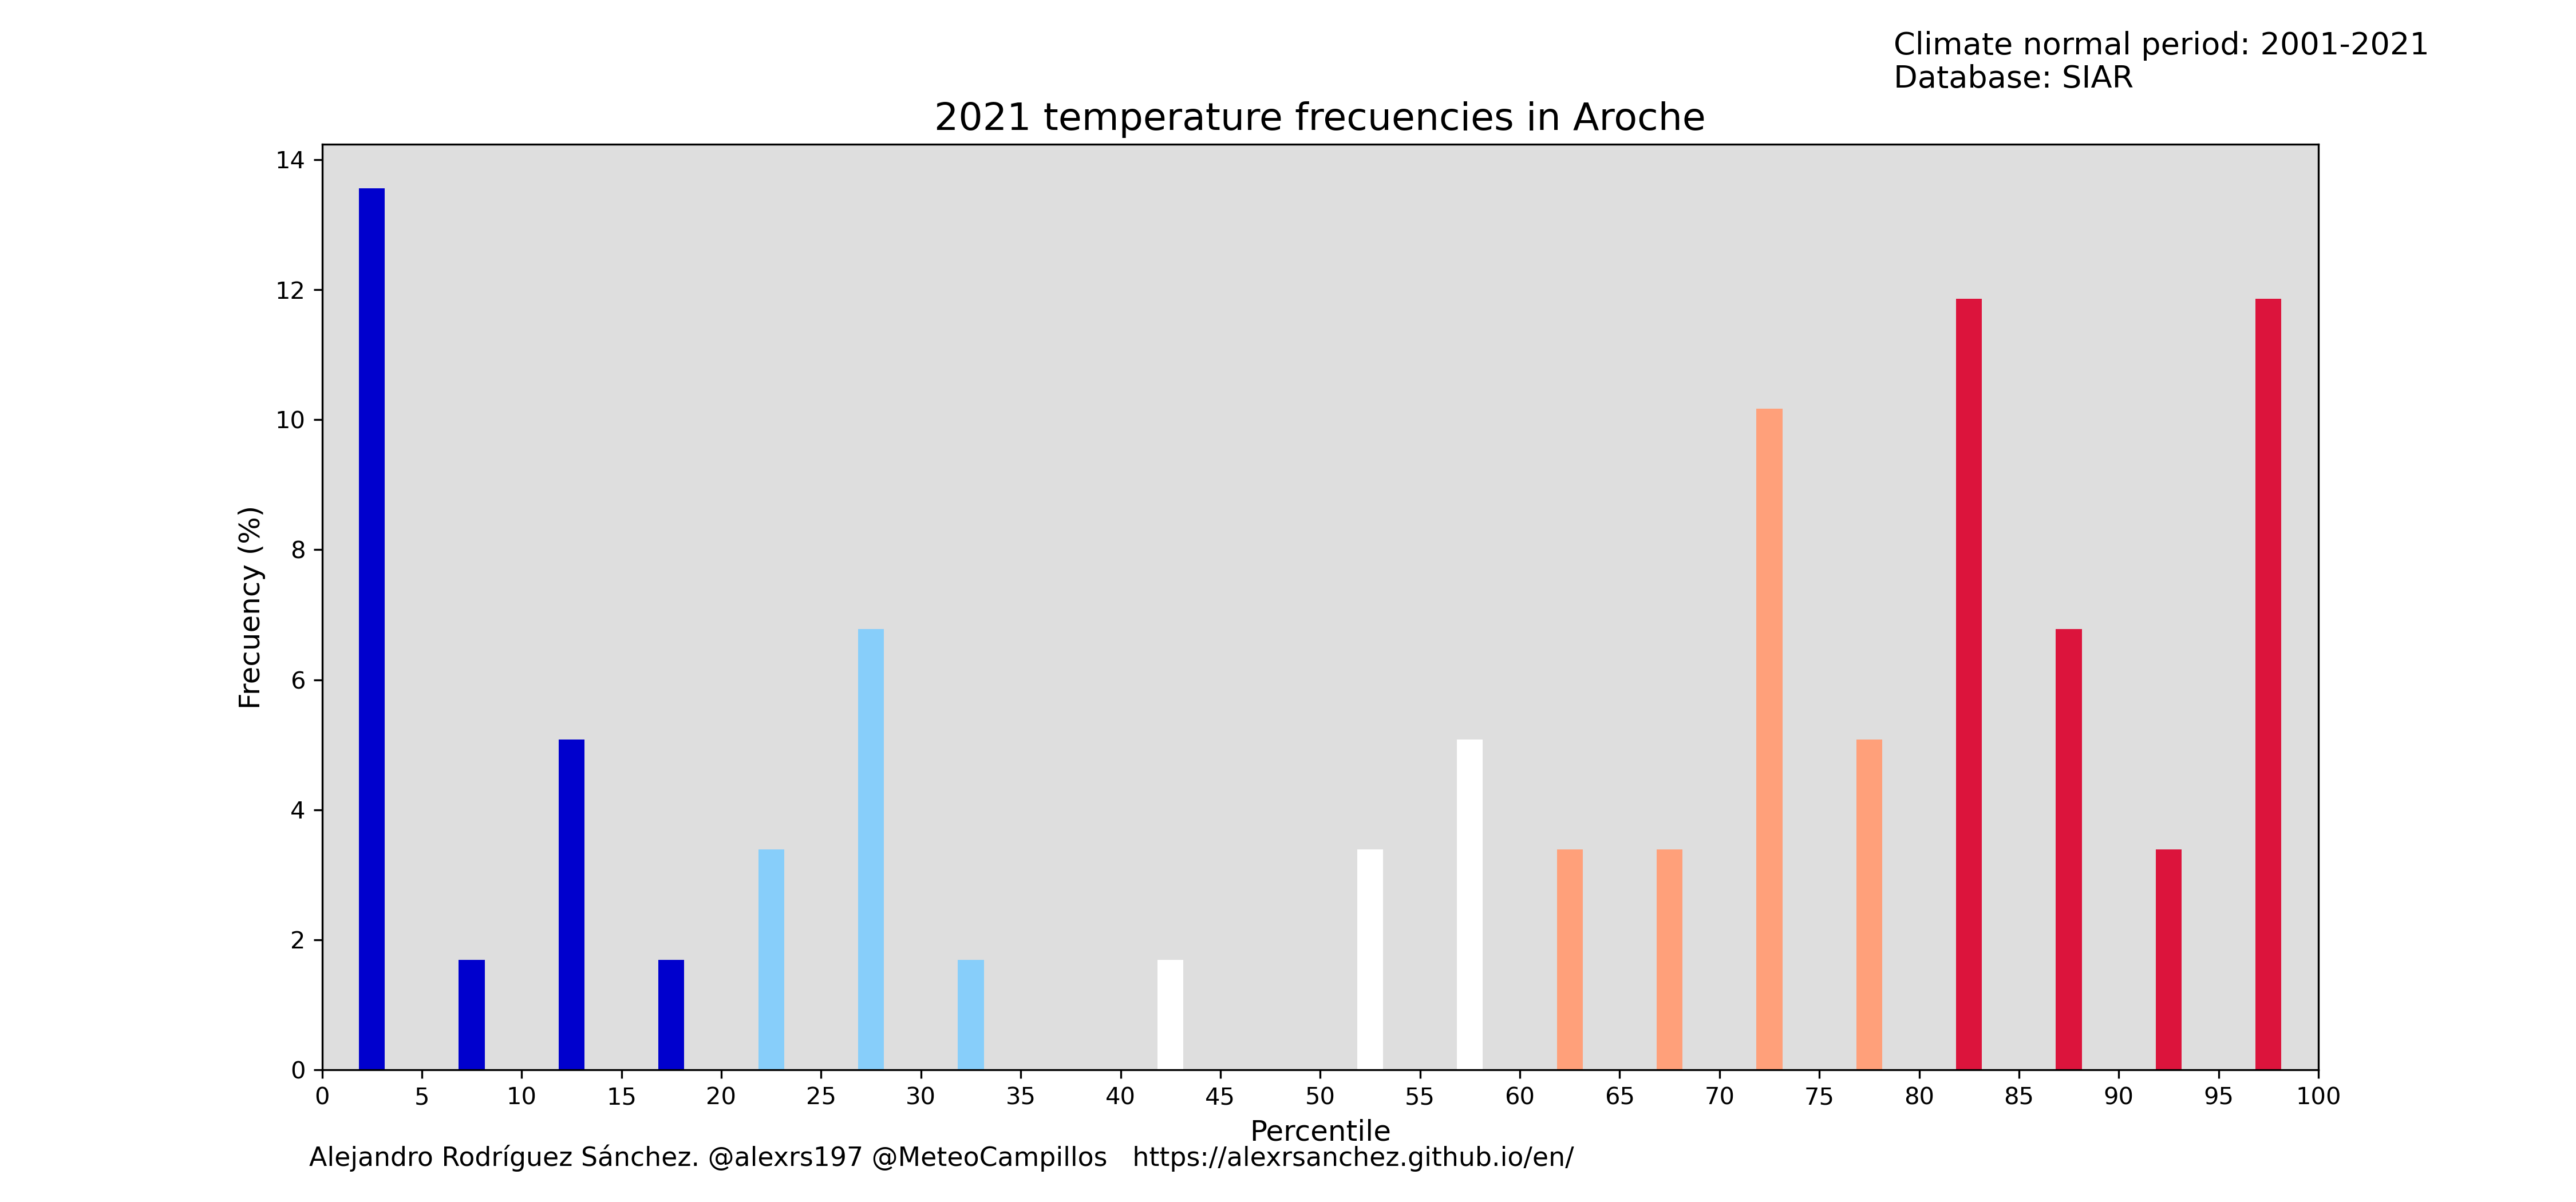 Climate normal period: 2001-2021
Database: SIAR
2021 temperature frecuencies in Aroche
14
12
10
8
6
4
2
0
Frecuency (%)
0 5 10 15 20 25 30 35 40 45 50 55 60 65 70 75 80 85 90 95 100
Percentile
Alejandro Rodríguez Sánchez. @alexrs197 @MeteoCampillos https://alexrsanchez.github.io/en/